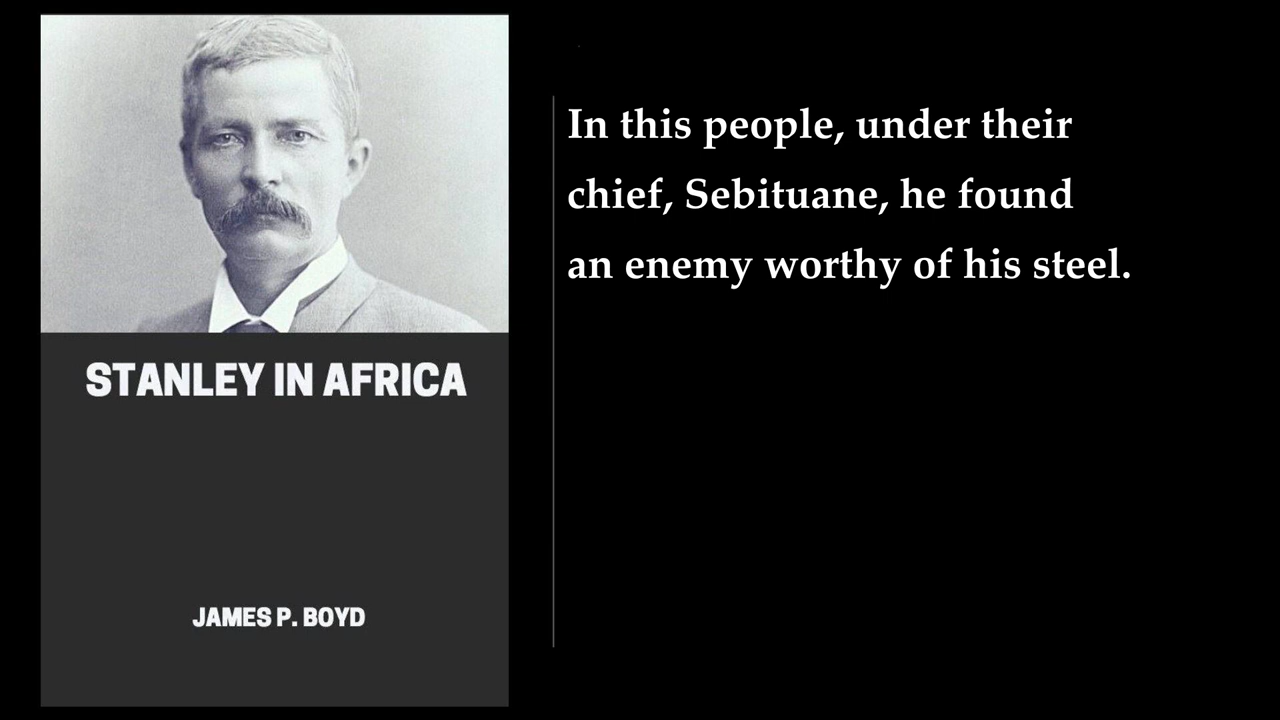 STANLEY IN AFRICA
JAMES P. BOYD
In this people, under their
chief, Sebituane, he found
an enemy worthy of his steel.